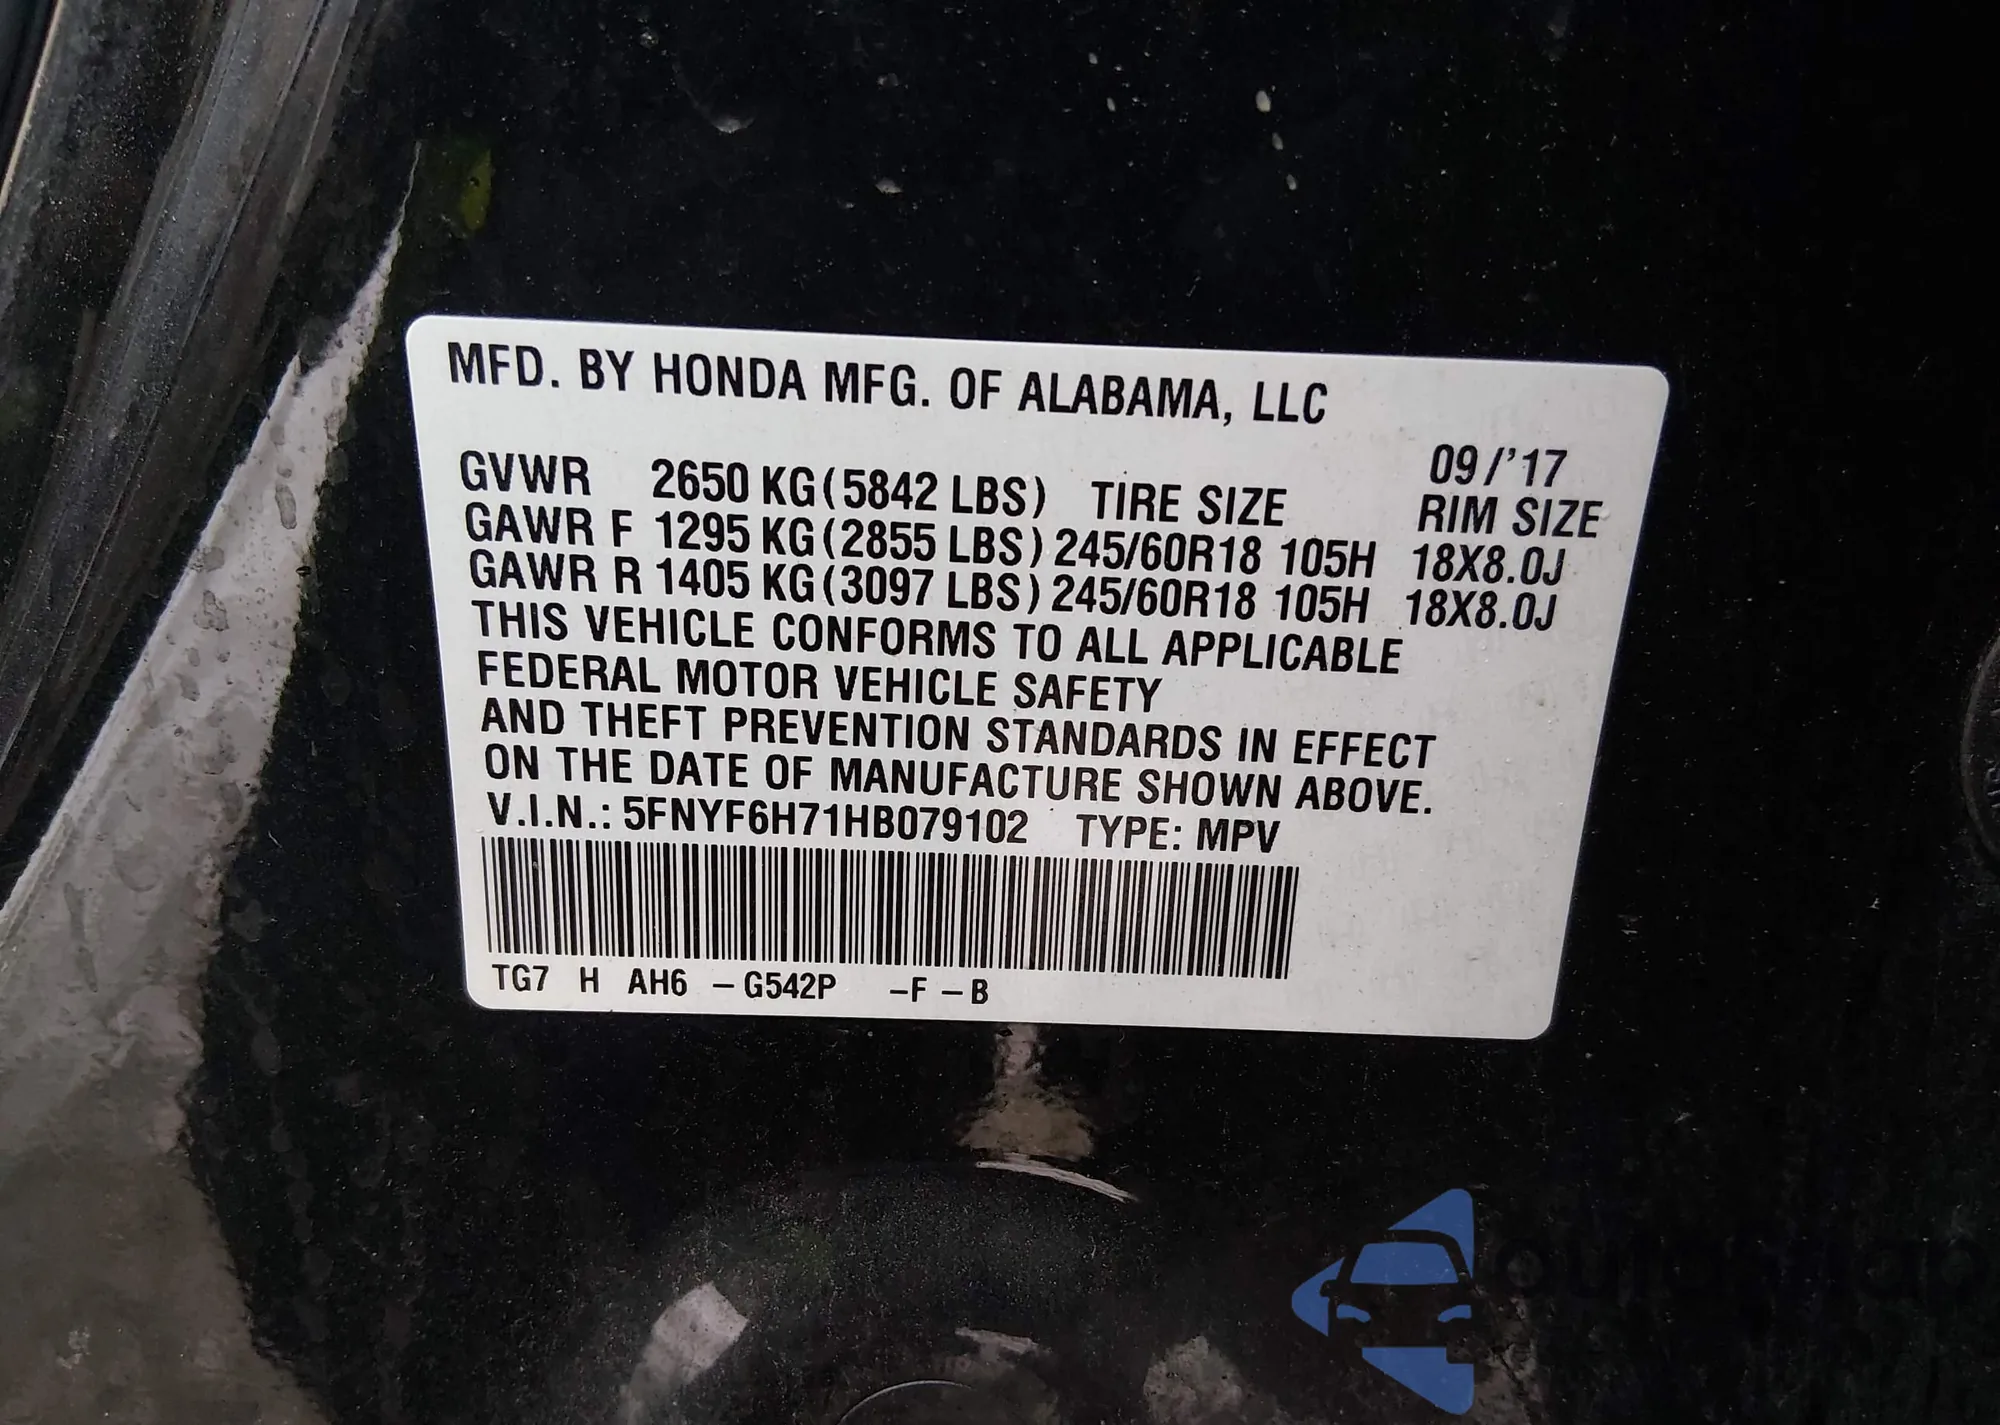 MFD. BY HONDA MFG. OF ALABAMA, LLC
09/'17
GVWR 2650 KG(5842 LBS) TIRE SIZE RIM SIZE
GAWR F 1295 KG(2855 LBS) 245/60R18 105H 18X8.0J
GAWR R 1405 KG(3097 LBS) 245/60R18 105H 18X8.0J
THIS VEHICLE CONFORMS TO ALL APPLICABLE
FEDERAL MOTOR VEHICLE SAFETY
AND THEFT PREVENTION STANDARDS IN EFFECT
ON THE DATE OF MANUFACTURE SHOWN ABOVE.
V.I.N.: 5FNYF6H71HB079102 TYPE: MPV
TG7 H AH6 -G542P -F -B